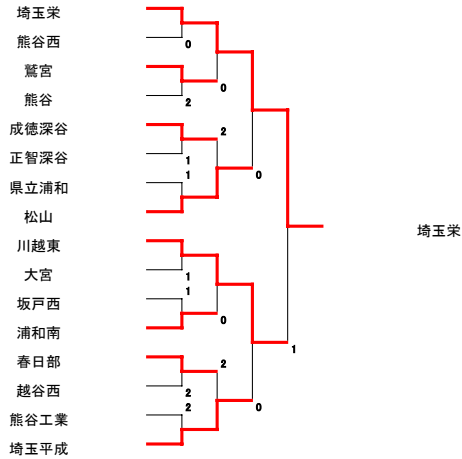 埼玉栄
熊谷西
0
鷲宮
0
熊谷
2
成徳深谷
2
正智深谷
1
0
県立浦和
1
松山
埼玉栄
川越東
大宮
1
坂戸西
1
浦和南
0
1
春日部
2
越谷西
2
0
熊谷工業
2
埼玉平成